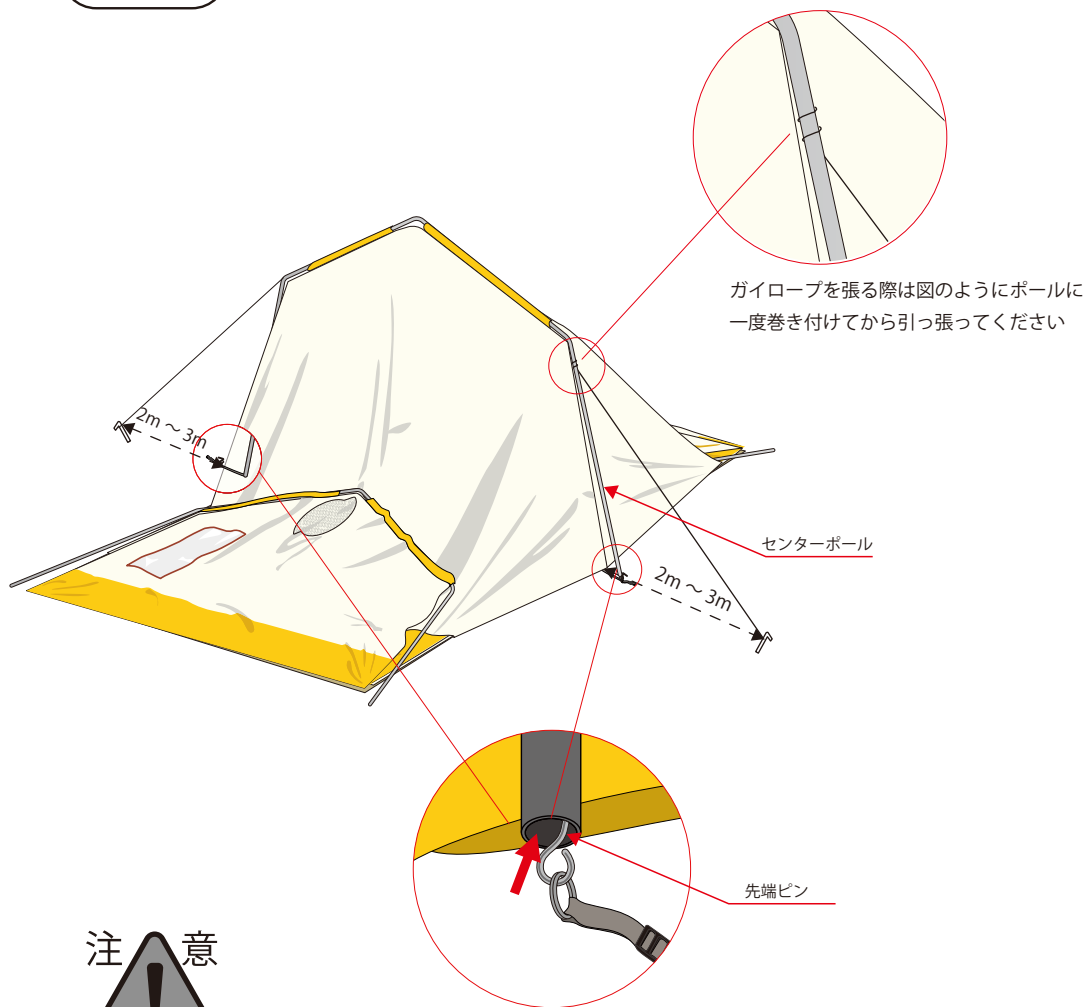 ガイロープを張る際は図のようにポールに
一度巻き付けてから引っ張ってください
2m ～ 3m
センターポール
2m ～ 3m
先端ピン
注 意